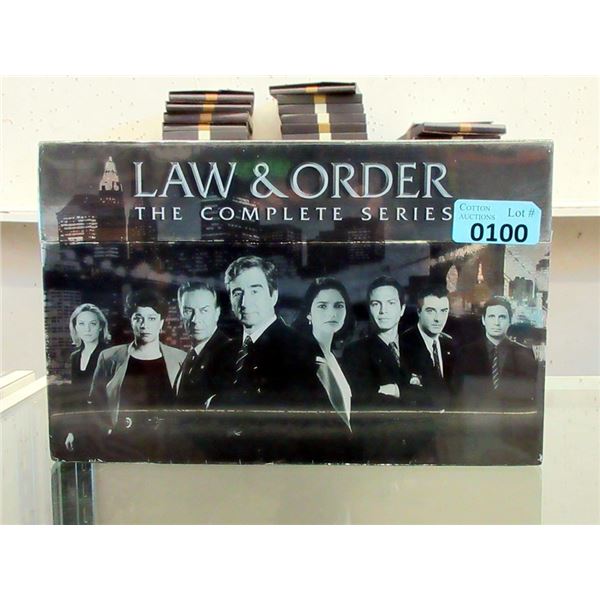 LAW & ORDER
THE COMPLETE SERIES
COTTON
AUCTIONS
Lot #
0100